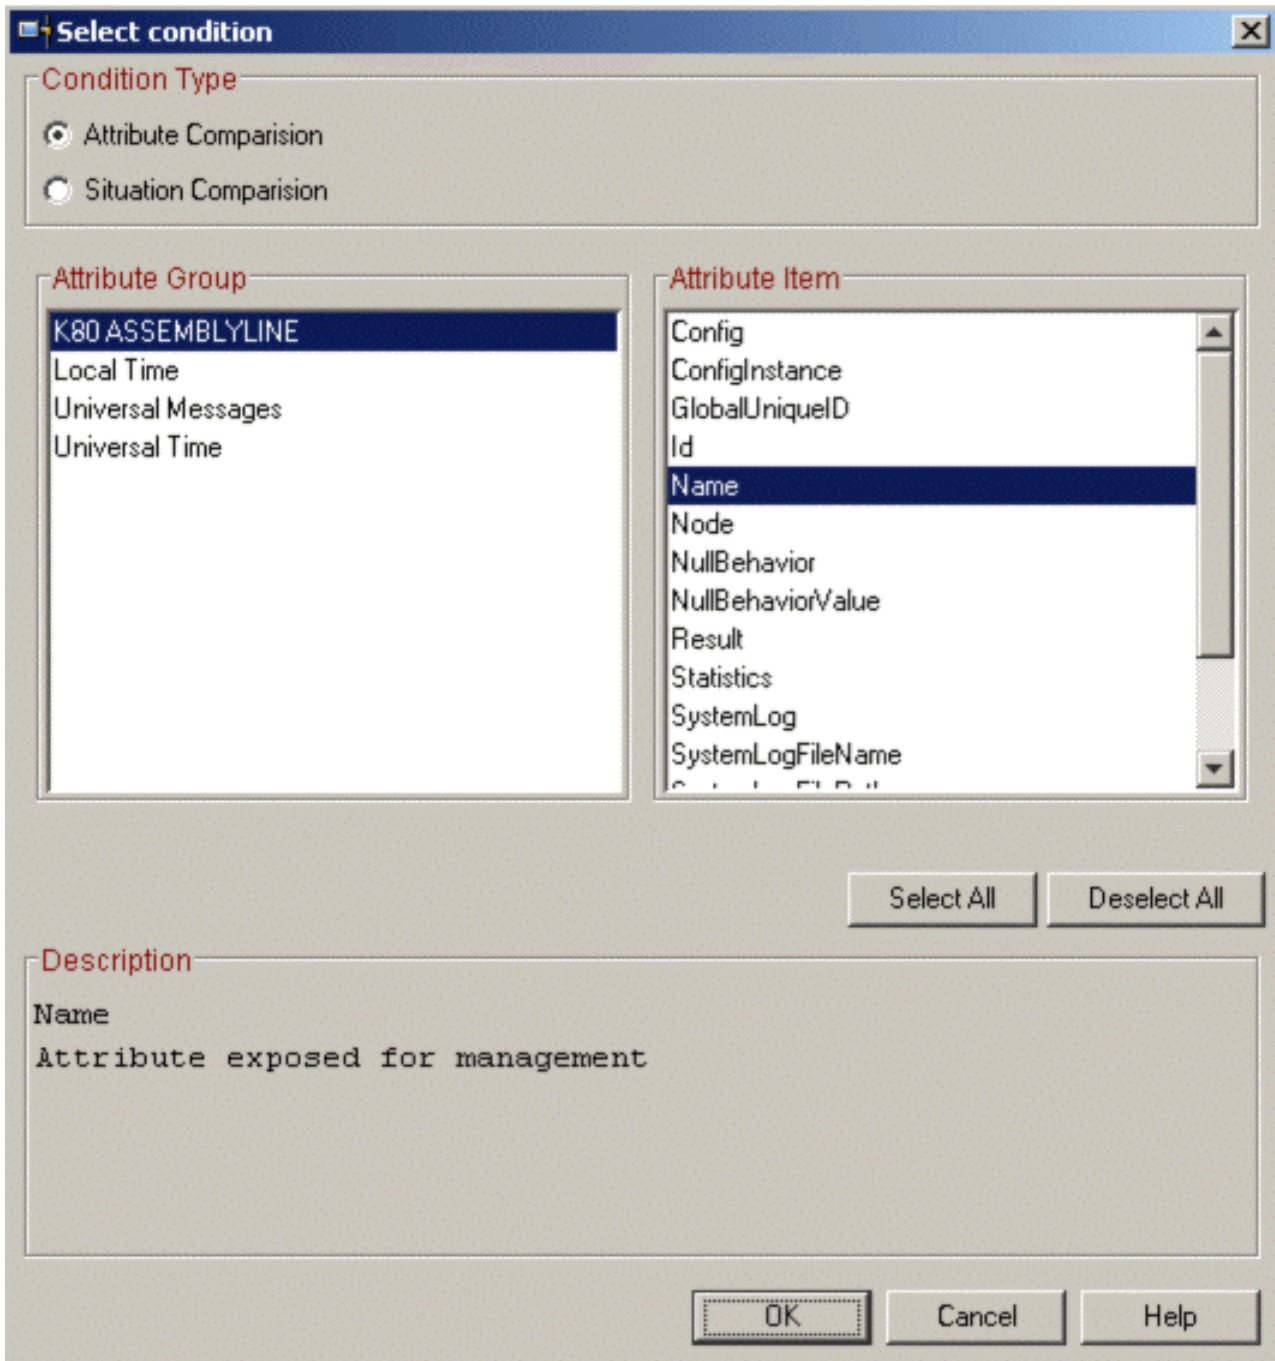 Select condition
Condition Type
Attribute Comparision
Situation Comparision
Attribute Group
K80 ASSEMBLYLINE
Local Time
Universal Messages
Universal Time
Attribute Item
Config
ConfigInstance
GlobalUniqueID
Id
Name
Node
NullBehavior
NullBehaviorValue
Result
Statistics
SystemLog
SystemLogFileName
Select All
Deselect All
Description
Name
Attribute exposed for management
OK
Cancel
Help